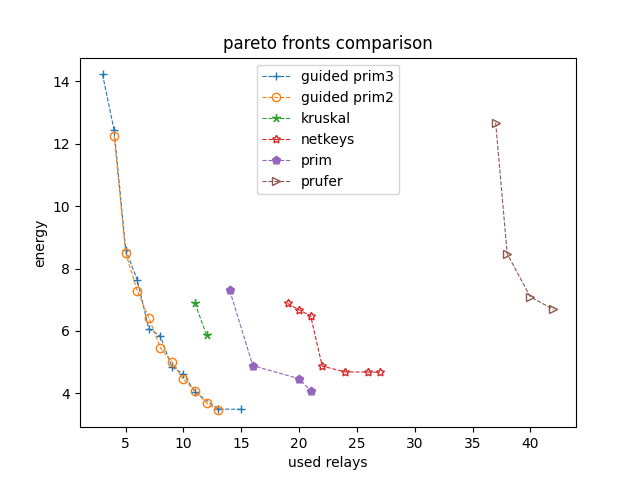 pareto fronts comparison
guided prim3
guided prim2
kruskal
netkeys
prim
prufer
energy
14
12
10
8
6
4
5 10 15 20 25 30 35 40
used relays